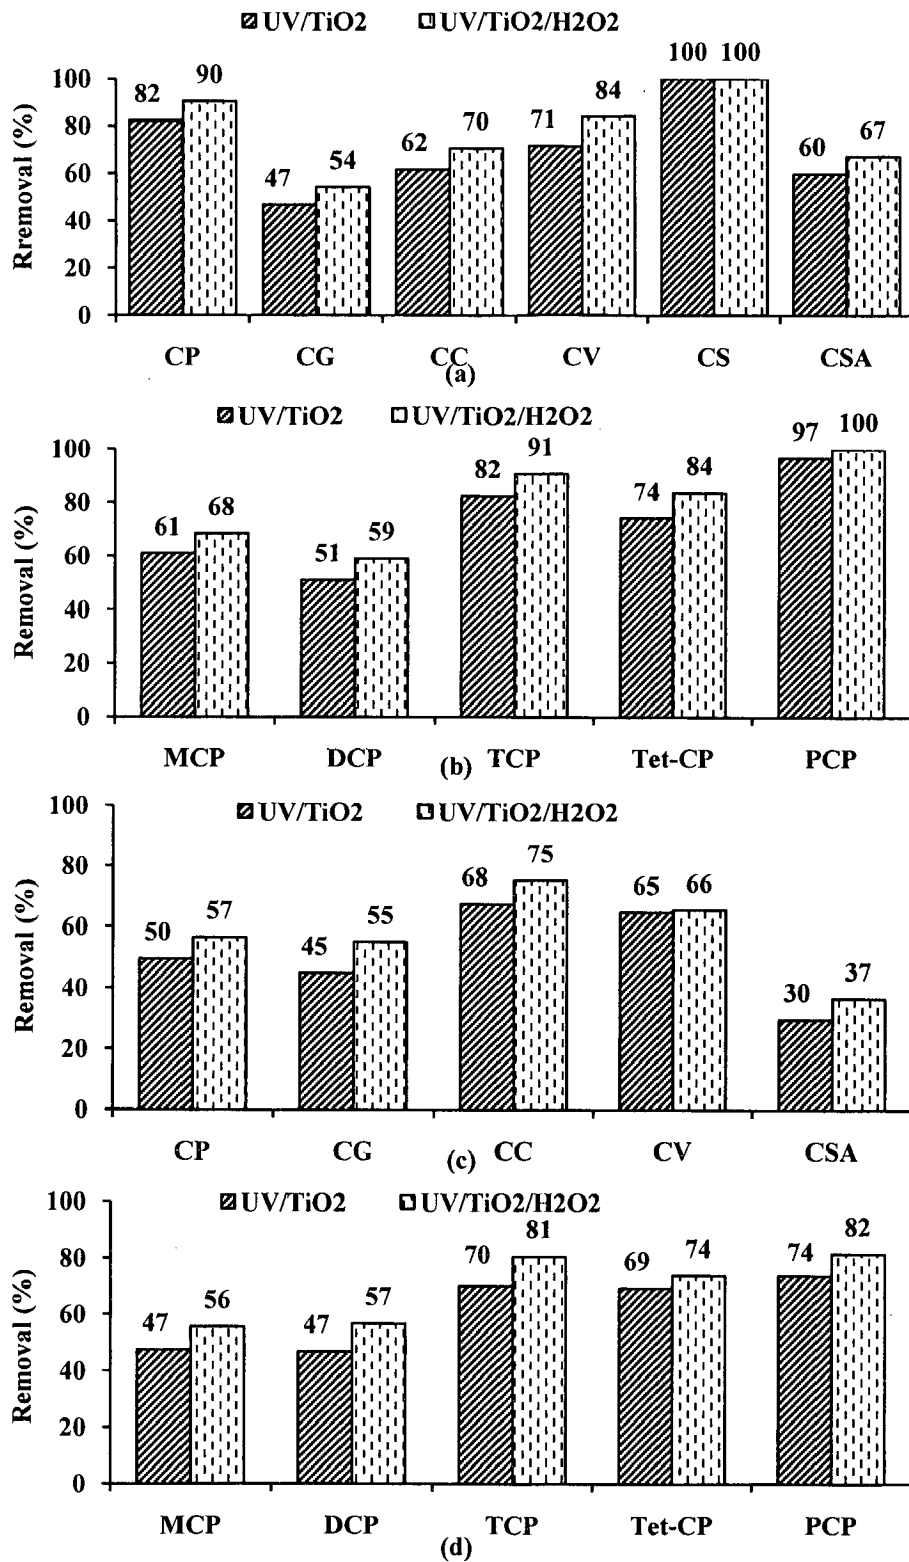 UV/TiO2 UV/TiO2/H2O2
100 100
100 82 90 84
80 62 70 71 60 67
60 47 54
40
20
0
Rremoval (%)
CP CG CC CV CS CSA
(a)
UV/TiO2 UV/TiO2/H2O2
97 100
100 82 91 84
80 61 68 74
60 51 59
40
20
0
Removal (%)
MCP DCP TCP Tet-CP PCP
(b)
100 UV/TiO2 UV/TiO2/H2O2
80 68 75 65 66
60 50 57 45 55
40 30 37
20
0
Removal (%)
CP CG CC CV CSA
(c)
100 UV/TiO2 UV/TiO2/H2O2
80 70 81 69 74 74 82
60 47 56 47 57
40
20
0
Removal (%)
MCP DCP TCP Tet-CP PCP
(d)